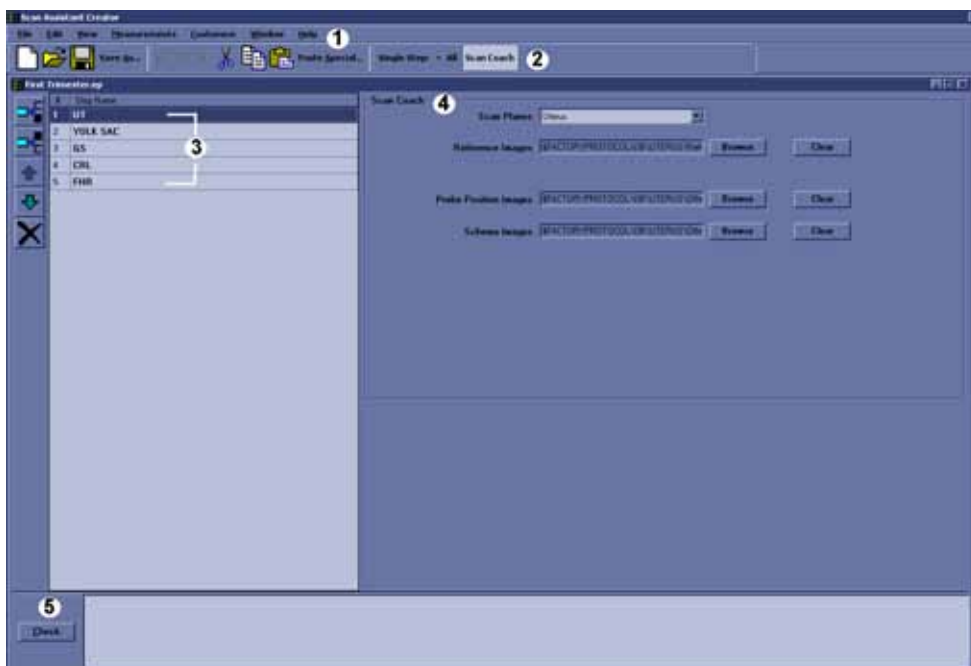 Scan Assistant Creator
File Edit View Measurements Customize Window Help
1
Save As... Paste Special... Single Step All Scan Coach 2
First Trimester.ap
# Step Name
1 UT
2 YOLK SAC
3 GS
4 CRL
5 FHR
3
Scan Coach 4
Scan Planes Uterus
Reference Images Browse Clear
Probe Position Images Browse Clear
Schema Images Browse Clear
5
Check